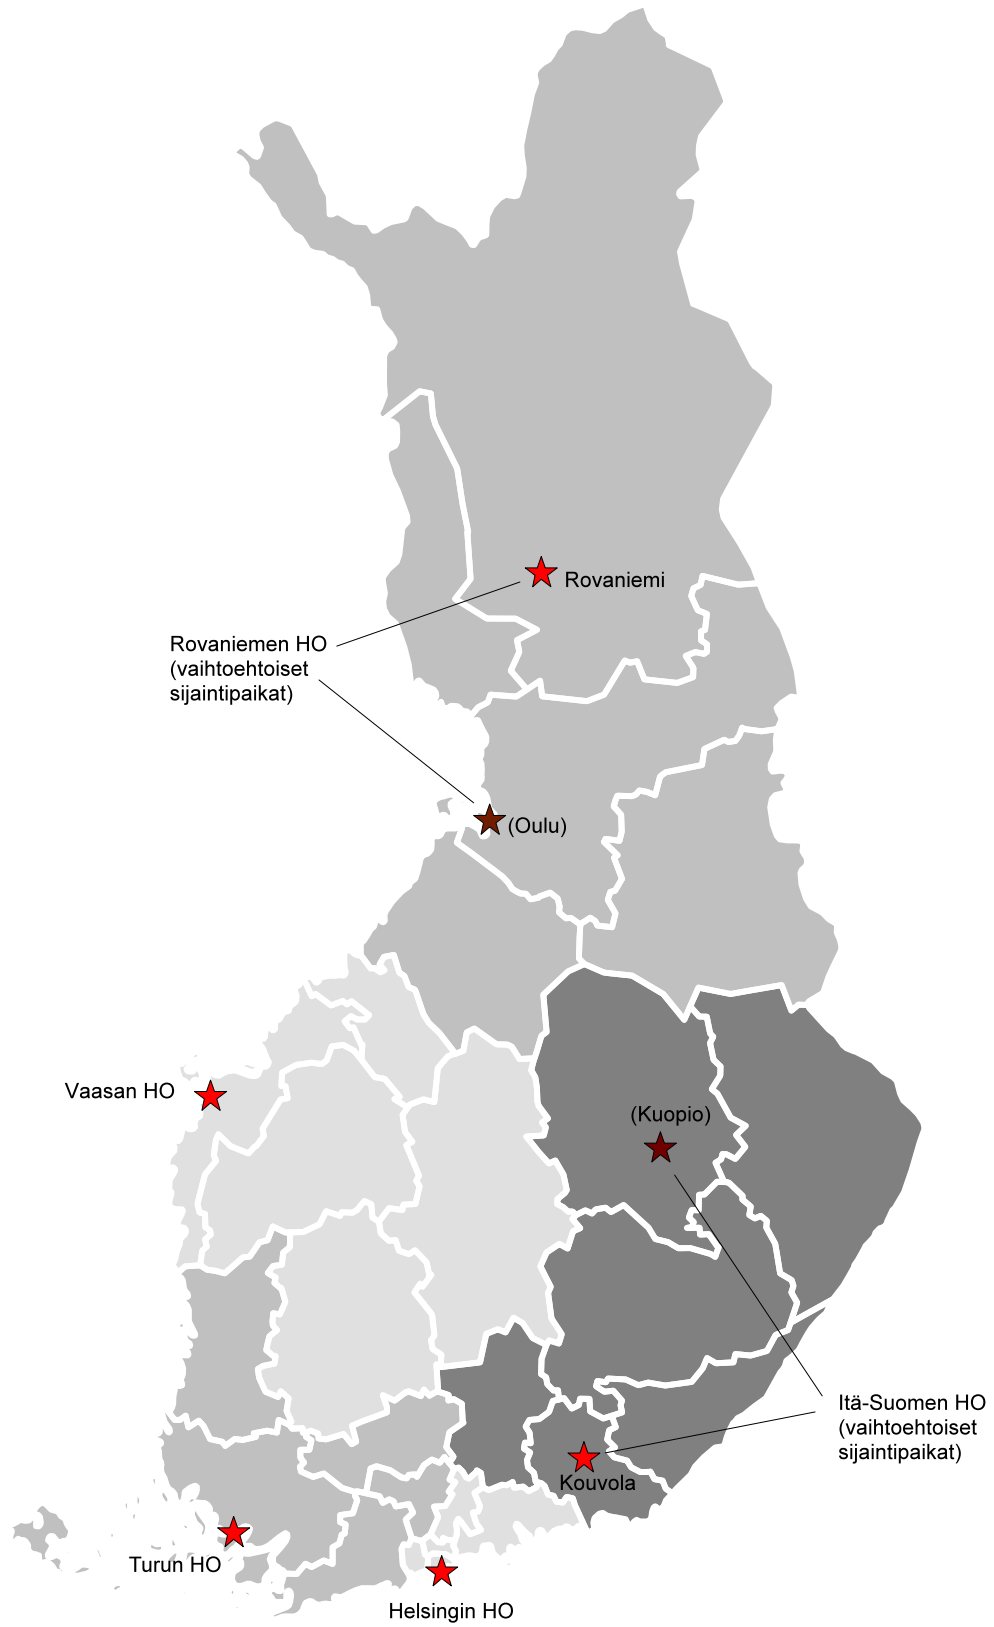 Rovaniemi
Rovaniemen HO
(vaihtoehtoiset
sijaintipaikat)
(Oulu)
Vaasan HO
(Kuopio)
Itä-Suomen HO
(vaihtoehtoiset
sijaintipaikat)
Kouvola
Turun HO
Helsingin HO